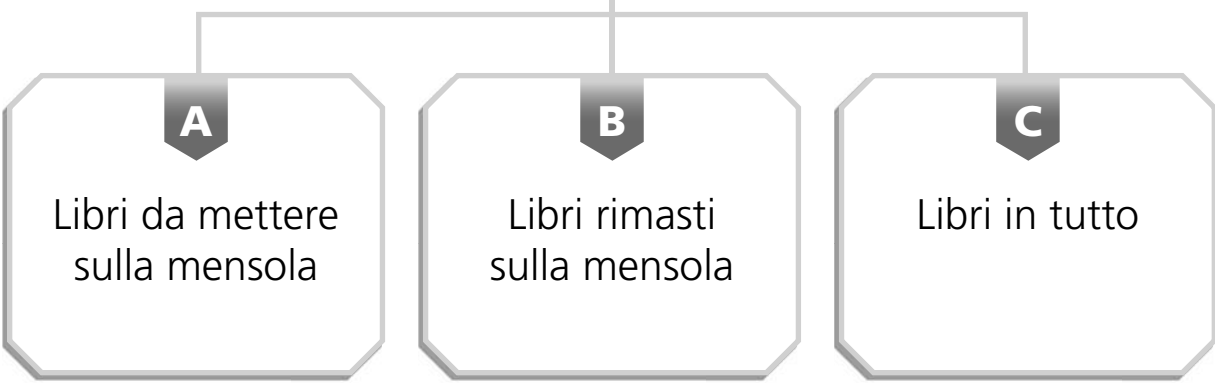 A
Libri da mettere
sulla mensola
B
Libri rimasti
sulla mensola
C
Libri in tutto